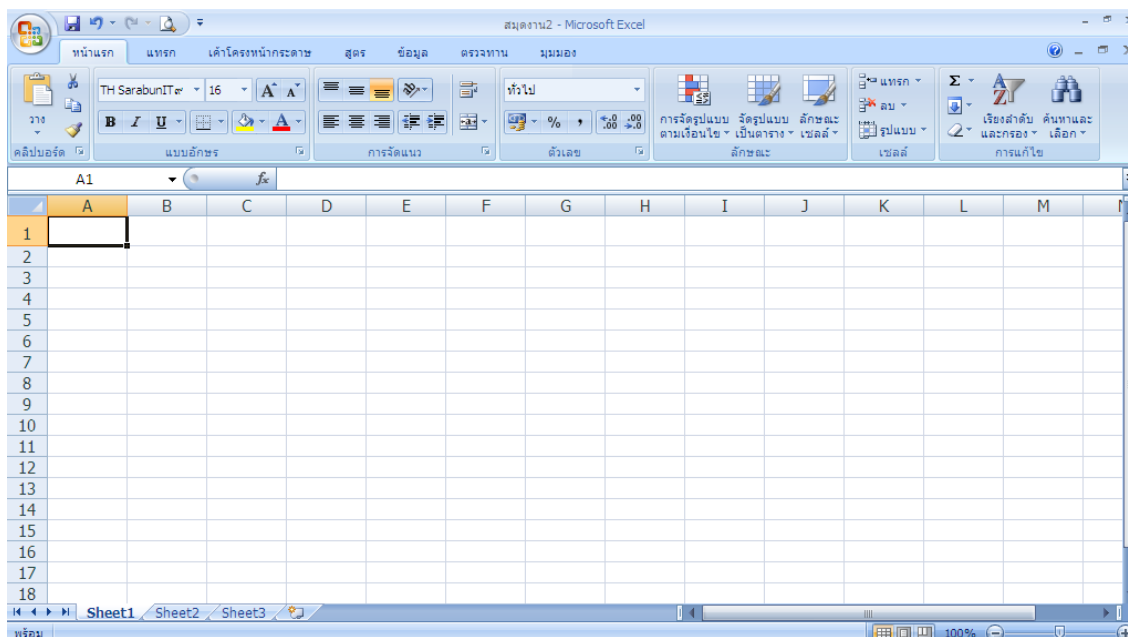 สมุดงาน2 - Microsoft Excel
หน้าแรก แทรก เค้าโครงหน้ากระดาษ สูตร ข้อมูล ตรวจทาน มุมมอง
วาง
คลิปบอร์ด
TH SarabunIT๙ 16 A A
B I U A
แบบอักษร
การจัดแนว
ทั่วไป
% , .00 .00
ตัวเลข
การจัดรูปแบบ ตามเงื่อนไข
จัดรูปแบบ เป็นตาราง
ลักษณะ เซลล์
ลักษณะ
แทรก
ลบ
รูปแบบ
เซลล์
Σ
เรียงลำดับ และกรอง
ค้นหาและ เลือก
การแก้ไข
A1 fx
A B C D E F G H I J K L M
1
2
3
4
5
6
7
8
9
10
11
12
13
14
15
16
17
18
Sheet1 Sheet2 Sheet3
พร้อม 100%